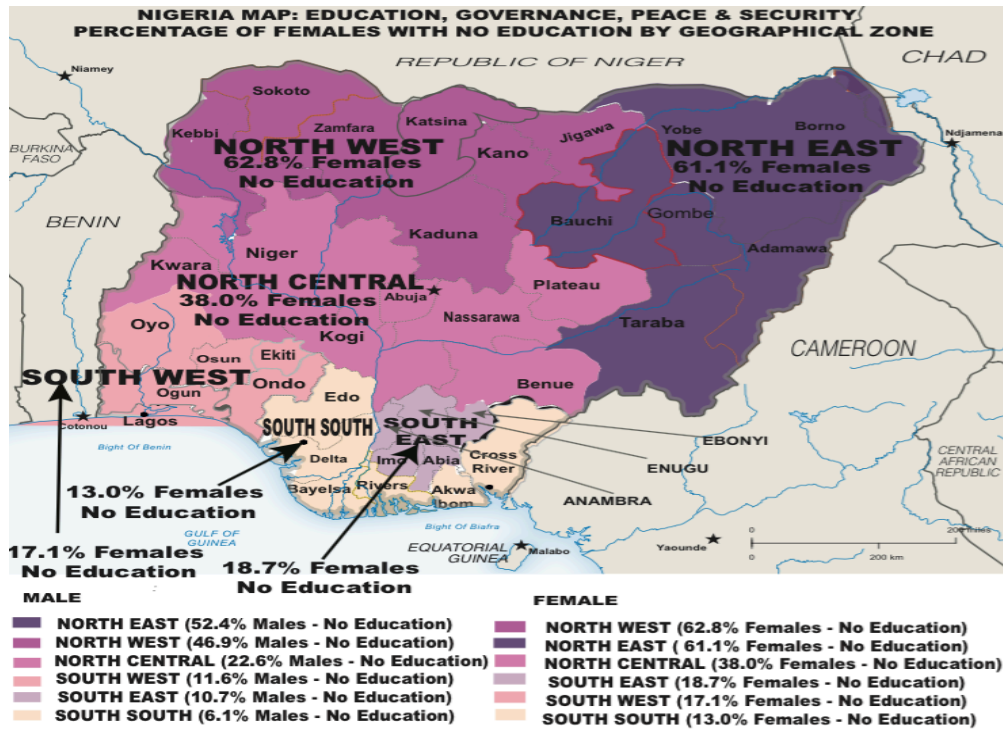 NIGERIA MAP: EDUCATION, GOVERNANCE, PEACE & SECURITY
PERCENTAGE OF FEMALES WITH NO EDUCATION BY GEOGRAPHICAL ZONE
REPUBLIC OF NIGER
CHAD
Niamey
Sokoto
Katsina
Zamfara
Kebbi
Jigawa
Yobe
Borno
Ndjamena
BURKINA
FASO
NORTH WEST
62.8% Females
No Education
Kano
NORTH EAST
61.1% Females
No Education
BENIN
Bauchi
Gombe
Kaduna
Adamawa
Niger
Kwara
NORTH CENTRAL
38.0% Females
No Education
Abuja
Plateau
Nassarawa
Taraba
Oyo
Kogi
CAMEROON
Osun
Ekiti
SOUTH WEST
Ondo
Ogun
Benue
Edo
Lagos
Cotonou
SOUTH SOUTH
SOUTH
EAST
EBONYI
Bight Of Benin
Delta
Imo
Abia
Cross
River
ENUGU
CENTRAL
AFRICAN
REPUBLIC
Bayelsa
Rivers
Akwa
Ibom
ANAMBRA
13.0% Females
No Education
GULF OF
GUINEA
Bight Of Biafra
0
200 miles
0
200 km
17.1% Females
No Education
18.7% Females
No Education
EQUATORIAL
GUINEA
Malabo
Yaounde
MALE
NORTH EAST (52.4% Males - No Education)
NORTH WEST (46.9% Males - No Education)
NORTH CENTRAL (22.6% Males - No Education)
SOUTH WEST (11.6% Males - No Education)
SOUTH EAST (10.7% Males - No Education)
SOUTH SOUTH (6.1% Males - No Education)
FEMALE
NORTH WEST (62.8% Females - No Education)
NORTH EAST ( 61.1% Females - No Education)
NORTH CENTRAL (38.0% Females - No Education)
SOUTH EAST (18.7% Females - No Education)
SOUTH WEST (17.1% Females - No Education)
SOUTH SOUTH (13.0% Females - No Education)